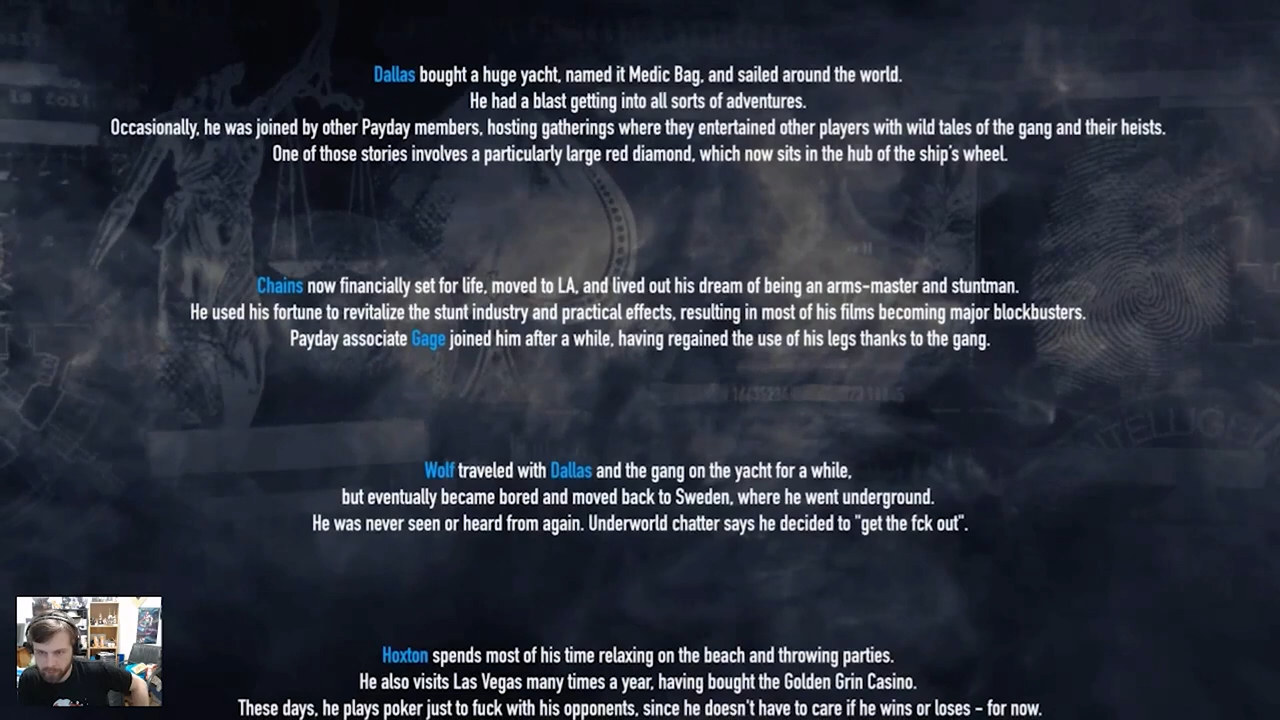 Dallas bought a huge yacht, named it Medic Bag, and sailed around the world.
He had a blast getting into all sorts of adventures.
Occasionally, he was joined by other Payday members, hosting gatherings where they entertained other players with wild tales of the gang and their heists.
One of those stories involves a particularly large red diamond, which now sits in the hub of the ship's wheel.
Chains now financially set for life, moved to LA, and lived out his dream of being an arms-master and stuntman.
He used his fortune to revitalize the stunt industry and practical effects, resulting in most of his films becoming major blockbusters.
Payday associate Gage joined him after a while, having regained the use of his legs thanks to the gang.
Wolf traveled with Dallas and the gang on the yacht for a while,
but eventually became bored and moved back to Sweden, where he went underground.
He was never seen or heard from again. Underworld chatter says he decided to "get the fck out".
Hoxton spends most of his time relaxing on the beach and throwing parties.
He also visits Las Vegas many times a year, having bought the Golden Grin Casino.
These days, he plays poker just to fuck with his opponents, since he doesn't have to care if he wins or loses - for now.